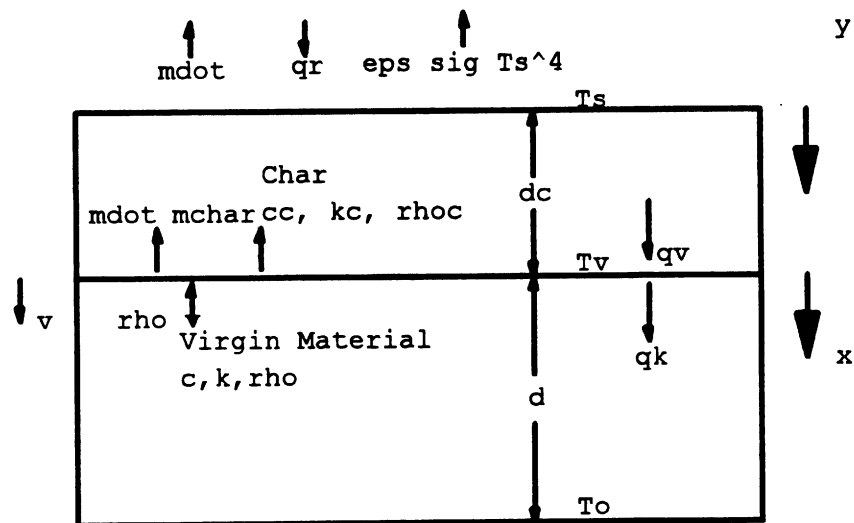 y
mdot qr eps sig Ts^4
Ts
Char
dc
mdot mchar cc, kc, rhoc
Tv qv
v rho
Virgin Material
qk x
c,k,rho
d
To